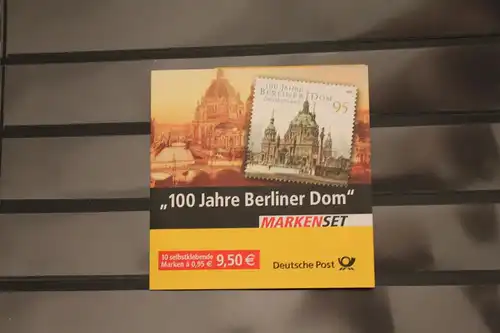 100 JAHRE
BERLINER DOM
DEUTSCHLAND
95
„100 Jahre Berliner Dom“
MARKENSET
10 selbstklebende
Marken à 0,95 € 9,50 €
Deutsche Post